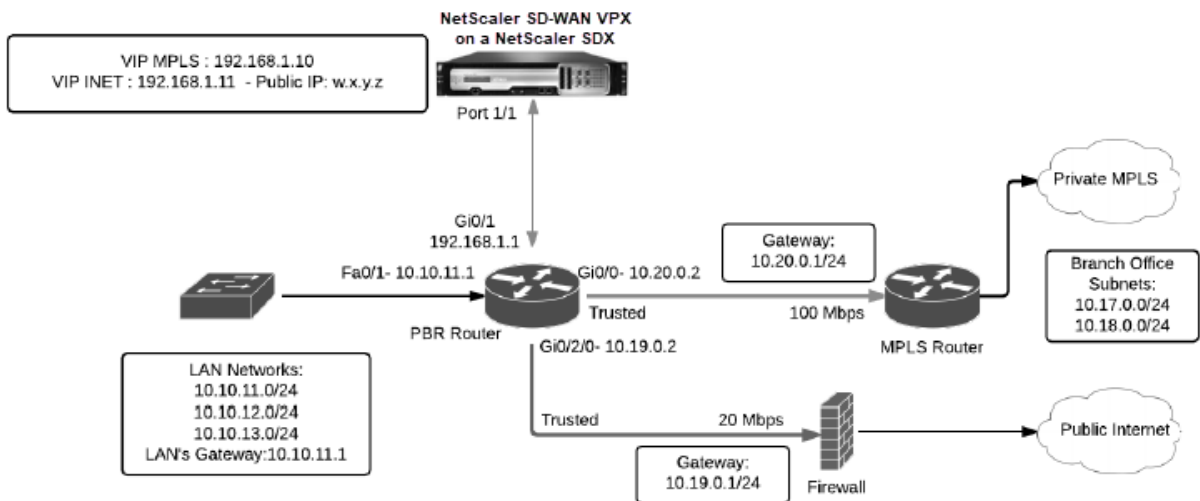 NetScaler SD-WAN VPX
on a NetScaler SDX
VIP MPLS : 192.168.1.10
VIP INET : 192.168.1.11 - Public IP: w.x.y.z
Port 1/1
Private MPLS
Gi0/1
192.168.1.1
Gateway:
10.20.0.1/24
Fa0/1- 10.10.11.1
Gi0/0- 10.20.0.2
Branch Office
Subnets:
10.17.0.0/24
10.18.0.0/24
Trusted
100 Mbps
PBR Router
MPLS Router
Gi0/2/0- 10.19.0.2
LAN Networks:
10.10.11.0/24
10.10.12.0/24
10.10.13.0/24
LAN's Gateway:10.10.11.1
Trusted
20 Mbps
Public Internet
Gateway:
10.19.0.1/24
Firewall